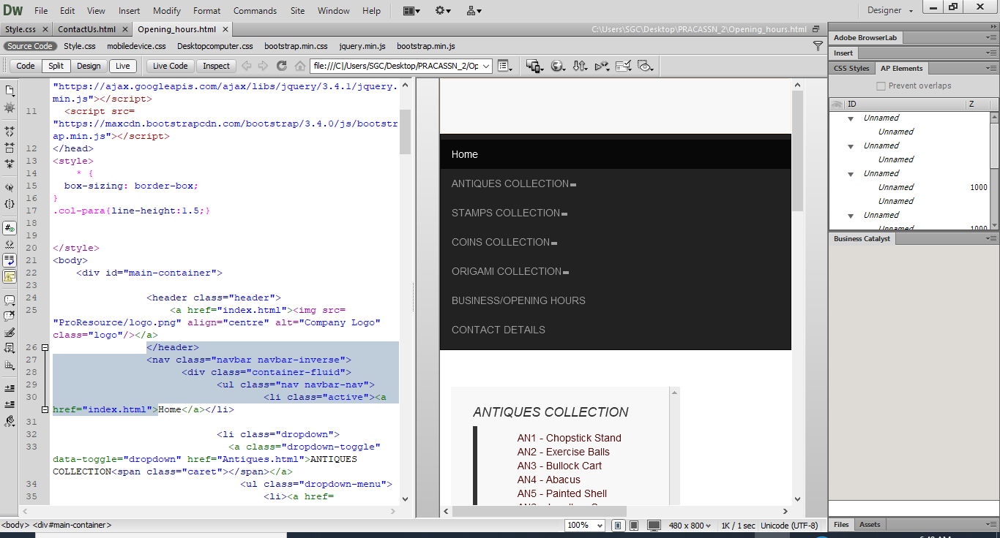 Dw File Edit View Insert Modify Format Commands Site Window Help Designer
Style.css × ContactUs.html × Opening_hours.html × C:\Users\SGC\Desktop\PRACASSN_2\Opening_hours.html
Source Code Style.css mobiledevice.css Desktopcomputer.css bootstrap.min.css jquery.min.js bootstrap.min.js
Code Split Design Live Live Code Inspect file:///C|/Users/SGC/Desktop/PRACASSN_2/Op
"https://ajax.googleapis.com/ajax/libs/jquery/3.4.1/jquery.
min.js"></script>
11 <script src=
"https://maxcdn.bootstrapcdn.com/bootstrap/3.4.0/js/bootstr
ap.min.js"></script>
12 </head>
13 <style>
14 * {
15 box-sizing: border-box;
16 }
17 .col-para{line-height:1.5;}
18
19
20 </style>
21 <body>
22 <div id="main-container">
23
24 <header class="header">
25 <a href="index.html"><img src=
"ProResource/logo.png" align="centre" alt="Company Logo"
class="logo"/></a>
26 </header>
27 <nav class="navbar navbar-inverse">
28 <div class="container-fluid">
29 <ul class="nav navbar-nav">
30 <li class="active"><a
href="index.html">Home</a></li>
31
32 <li class="dropdown">
33 <a class="dropdown-toggle"
data-toggle="dropdown" href="Antiques.html">ANTIQUES
COLLECTION<span class="caret"></span></a>
34 <ul class="dropdown-menu">
35 <li><a href=
<body> <div#main-container>
Home
ANTIQUES COLLECTION
STAMPS COLLECTION
COINS COLLECTION
ORIGAMI COLLECTION
BUSINESS/OPENING HOURS
CONTACT DETAILS
ANTIQUES COLLECTION
AN1 - Chopstick Stand
AN2 - Exercise Balls
AN3 - Bullock Cart
AN4 - Abacus
AN5 - Painted Shell
100% 480 x 800 1K / 1 sec Unicode (UTF-8)
Adobe BrowserLab
Insert
CSS Styles AP Elements
Prevent overlaps
ID Z
Unnamed
Unnamed
Unnamed
Unnamed
Unnamed
Unnamed 1000
Unnamed
Unnamed
Unnamed 1000
Business Catalyst
Files Assets